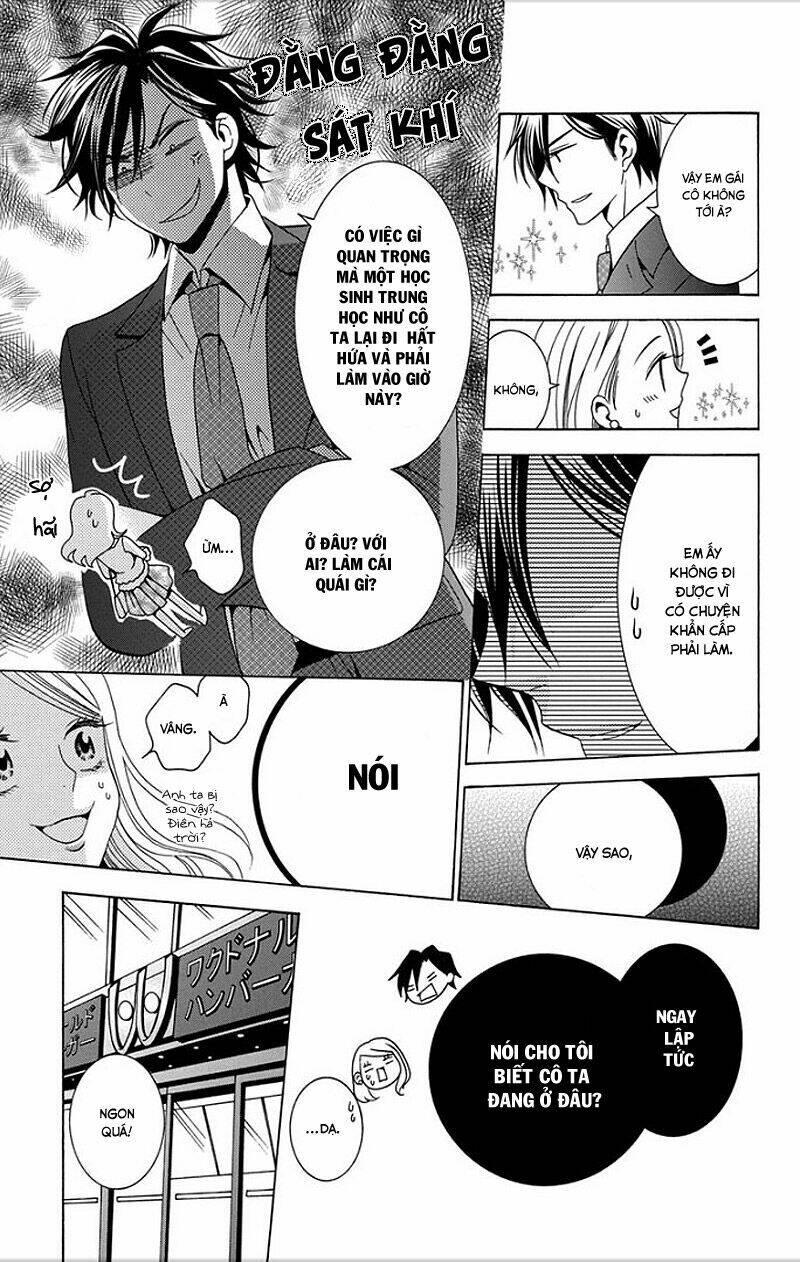 VẬY EM GÁI
CÔ KHÔNG
TỚI À?
KHÔNG,
EM ẤY
KHÔNG ĐI
ĐƯỢC VÌ
CÓ CHUYỆN
KHẨN CẤP
PHẢI LÀM.
ĐẰNG ĐẰNG
SÁT KHÍ
CÓ VIỆC GÌ
QUAN TRỌNG
MÀ MỘT HỌC
SINH TRUNG
HỌC NHƯ CÔ
TA LẠI ĐI HẤT
HỨA VÀ PHẢI
LÀM VÀO GIỜ
NÀY?
Ở ĐÂU? VỚI
AI? LÀM CÁI
QUÁI GÌ?
ỪM...
SỢ
HÃI
VẬY SAO,
NÓI
À
VÂNG.
Anh ta bị
sao vậy?
Điên hả
trời?
NGAY
LẬP
TỨC
NÓI CHO TÔI
BIẾT CÔ TA
ĐANG Ở ĐÂU?
...DẠ.
ワクドナル
ハンバーガ
ールド
ーガー
NGON
QUÁ!